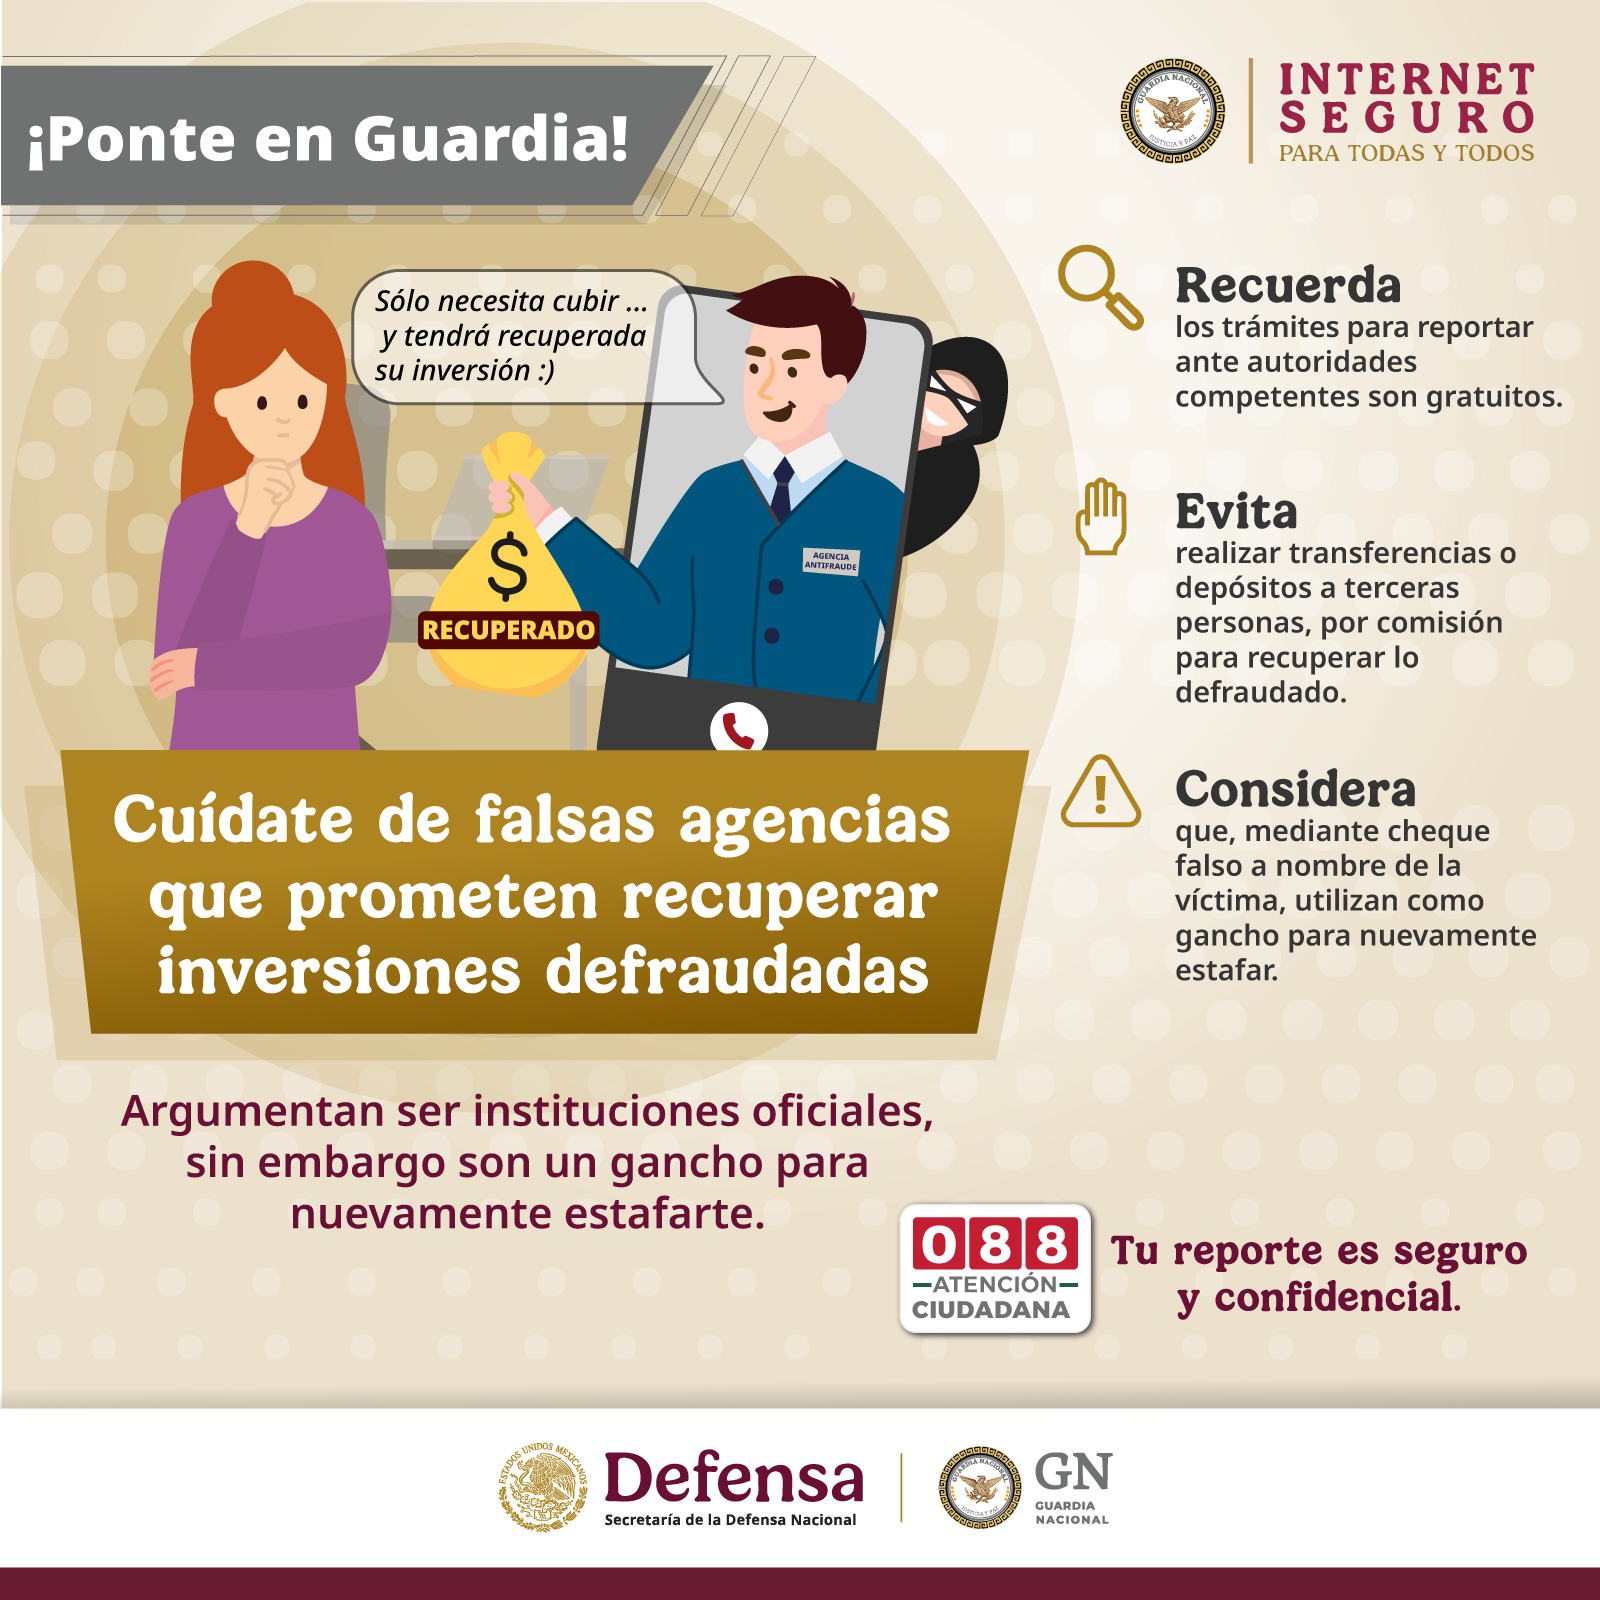 ¡Ponte en Guardia!
GUARDIA NACIONAL
JUSTICIA Y PAZ
INTERNET
SEGURO
PARA TODAS Y TODOS
Sólo necesita cubir ...
y tendrá recuperada
su inversión :)
AGENCIA
ANTIFRAUDE
$
RECUPERADO
Recuerda
los trámites para reportar
ante autoridades
competentes son gratuitos.
Evita
realizar transferencias o
depósitos a terceras
personas, por comisión
para recuperar lo
defraudado.
!
Considera
que, mediante cheque
falso a nombre de la
víctima, utilizan como
gancho para nuevamente
estafar.
Cuídate de falsas agencias
que prometen recuperar
inversiones defraudadas
Argumentan ser instituciones oficiales,
sin embargo son un gancho para
nuevamente estafarte.
088
ATENCIÓN
CIUDADANA
Tu reporte es seguro
y confidencial.
ESTADOS UNIDOS MEXICANOS
Defensa
Secretaría de la Defensa Nacional
GUARDIA NACIONAL
JUSTICIA Y PAZ
GN
GUARDIA
NACIONAL